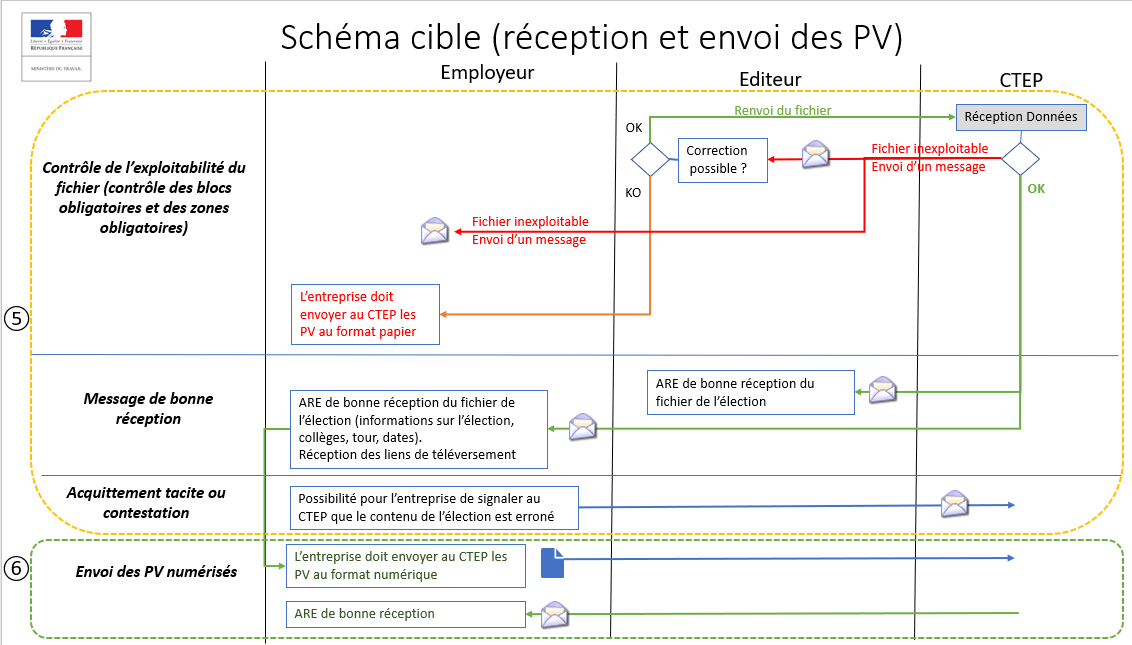 Liberté • Égalité • Fraternité
RÉPUBLIQUE FRANÇAISE
MINISTÈRE DU TRAVAIL
Schéma cible (réception et envoi des PV)
Employeur
Editeur
CTEP
Contrôle de l’exploitabilité du
fichier (contrôle des blocs
obligatoires et des zones
obligatoires)
OK
Renvoi du fichier
Réception Données
Correction
possible ?
Fichier inexploitable
Envoi d’un message
KO
OK
Fichier inexploitable
Envoi d’un message
L’entreprise doit
envoyer au CTEP les
PV au format papier
5
Message de bonne
réception
ARE de bonne réception du
fichier de l’élection
ARE de bonne réception du fichier de
l’élection (informations sur l’élection,
collèges, tour, dates).
Réception des liens de téléversement
Acquittement tacite ou
contestation
Possibilité pour l’entreprise de signaler au
CTEP que le contenu de l’élection est erroné
6
Envoi des PV numérisés
L’entreprise doit envoyer au CTEP les
PV au format numérique
ARE de bonne réception